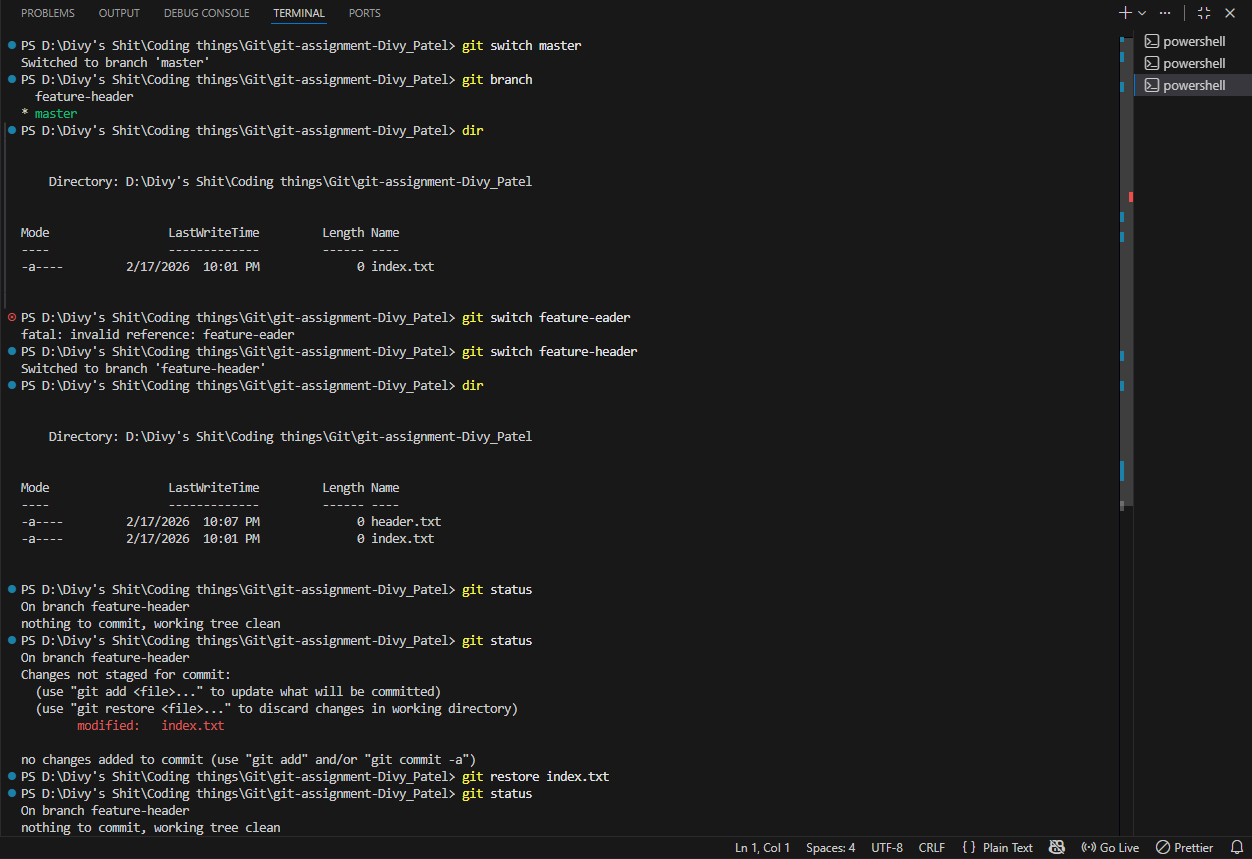 PROBLEMS OUTPUT DEBUG CONSOLE TERMINAL PORTS
powershell
powershell
powershell
PS D:\Divy's Shit\Coding things\Git\git-assignment-Divy_Patel> git switch master
Switched to branch 'master'
PS D:\Divy's Shit\Coding things\Git\git-assignment-Divy_Patel> git branch
  feature-header
* master
PS D:\Divy's Shit\Coding things\Git\git-assignment-Divy_Patel> dir
    Directory: D:\Divy's Shit\Coding things\Git\git-assignment-Divy_Patel
Mode                 LastWriteTime         Length Name
----                 -------------         ------ ----
-a----         2/17/2026  10:01 PM              0 index.txt
PS D:\Divy's Shit\Coding things\Git\git-assignment-Divy_Patel> git switch feature-eader
fatal: invalid reference: feature-eader
PS D:\Divy's Shit\Coding things\Git\git-assignment-Divy_Patel> git switch feature-header
Switched to branch 'feature-header'
PS D:\Divy's Shit\Coding things\Git\git-assignment-Divy_Patel> dir
    Directory: D:\Divy's Shit\Coding things\Git\git-assignment-Divy_Patel
Mode                 LastWriteTime         Length Name
----                 -------------         ------ ----
-a----         2/17/2026  10:07 PM              0 header.txt
-a----         2/17/2026  10:01 PM              0 index.txt
PS D:\Divy's Shit\Coding things\Git\git-assignment-Divy_Patel> git status
On branch feature-header
nothing to commit, working tree clean
PS D:\Divy's Shit\Coding things\Git\git-assignment-Divy_Patel> git status
On branch feature-header
Changes not staged for commit:
  (use "git add <file>..." to update what will be committed)
  (use "git restore <file>..." to discard changes in working directory)
        modified:   index.txt
no changes added to commit (use "git add" and/or "git commit -a")
PS D:\Divy's Shit\Coding things\Git\git-assignment-Divy_Patel> git restore index.txt
PS D:\Divy's Shit\Coding things\Git\git-assignment-Divy_Patel> git status
On branch feature-header
nothing to commit, working tree clean
Ln 1, Col 1 Spaces: 4 UTF-8 CRLF {} Plain Text Go Live Prettier